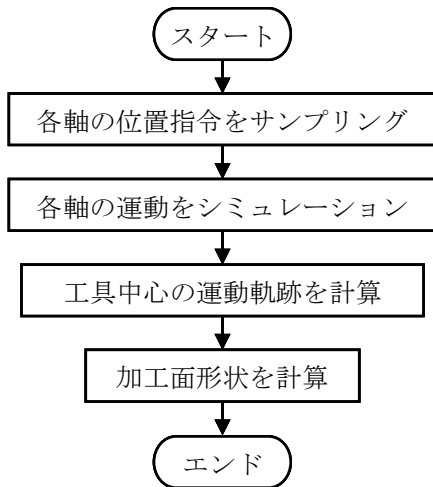 スタート
各軸の位置指令をサンプリング
各軸の運動をシミュレーション
工具中心の運動軌跡を計算
加工面形状を計算
エンド